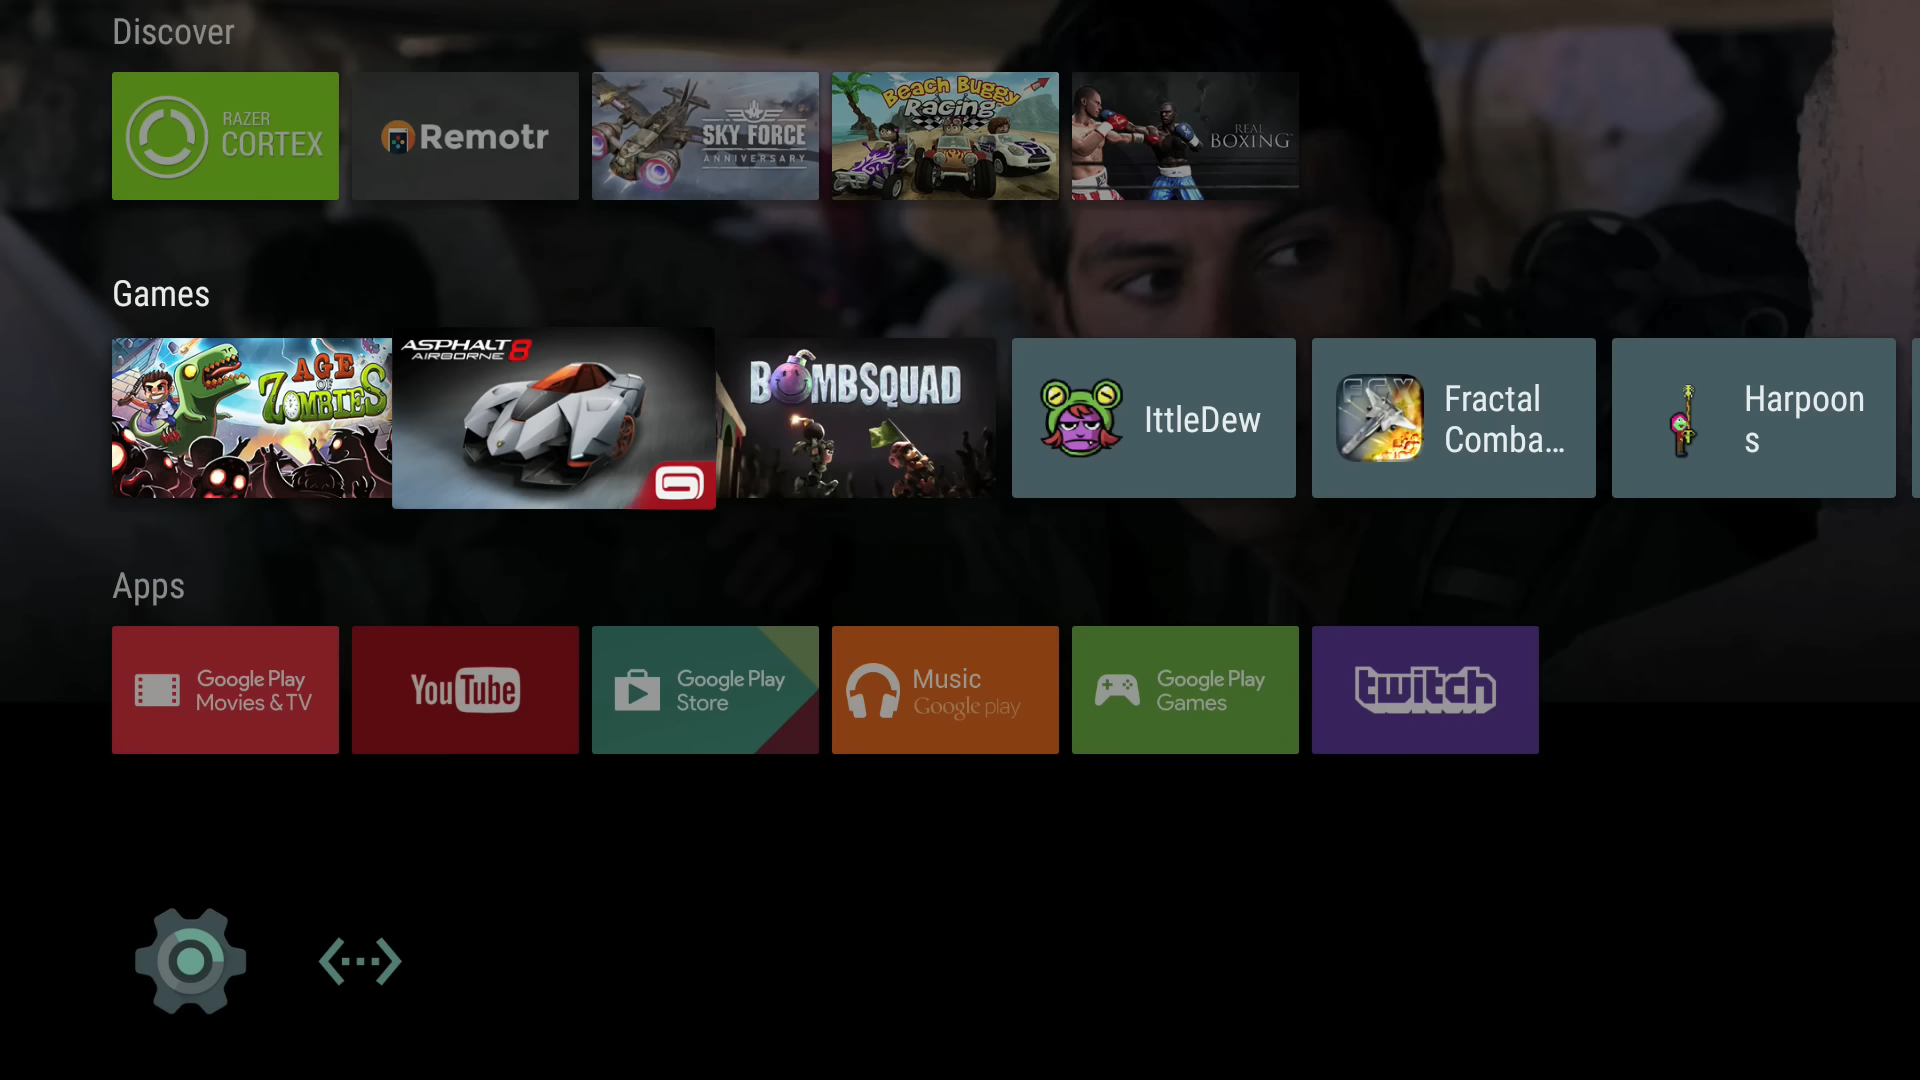 Discover
RAZER
CORTEX
Remotr
SKY FORCE
ANNIVERSARY
Beach Buggy
Racing
REAL
BOXING™
Games
AGE
OF
ZOMBIES
ASPHALT 8
AIRBORNE
BOMBSQUAD
IttleDew
FCX
Fractal
Comba...
Harpoon
s
Apps
Google Play
Movies & TV
YouTube
Google Play
Store
Music
Google play
Google Play
Games
twitch